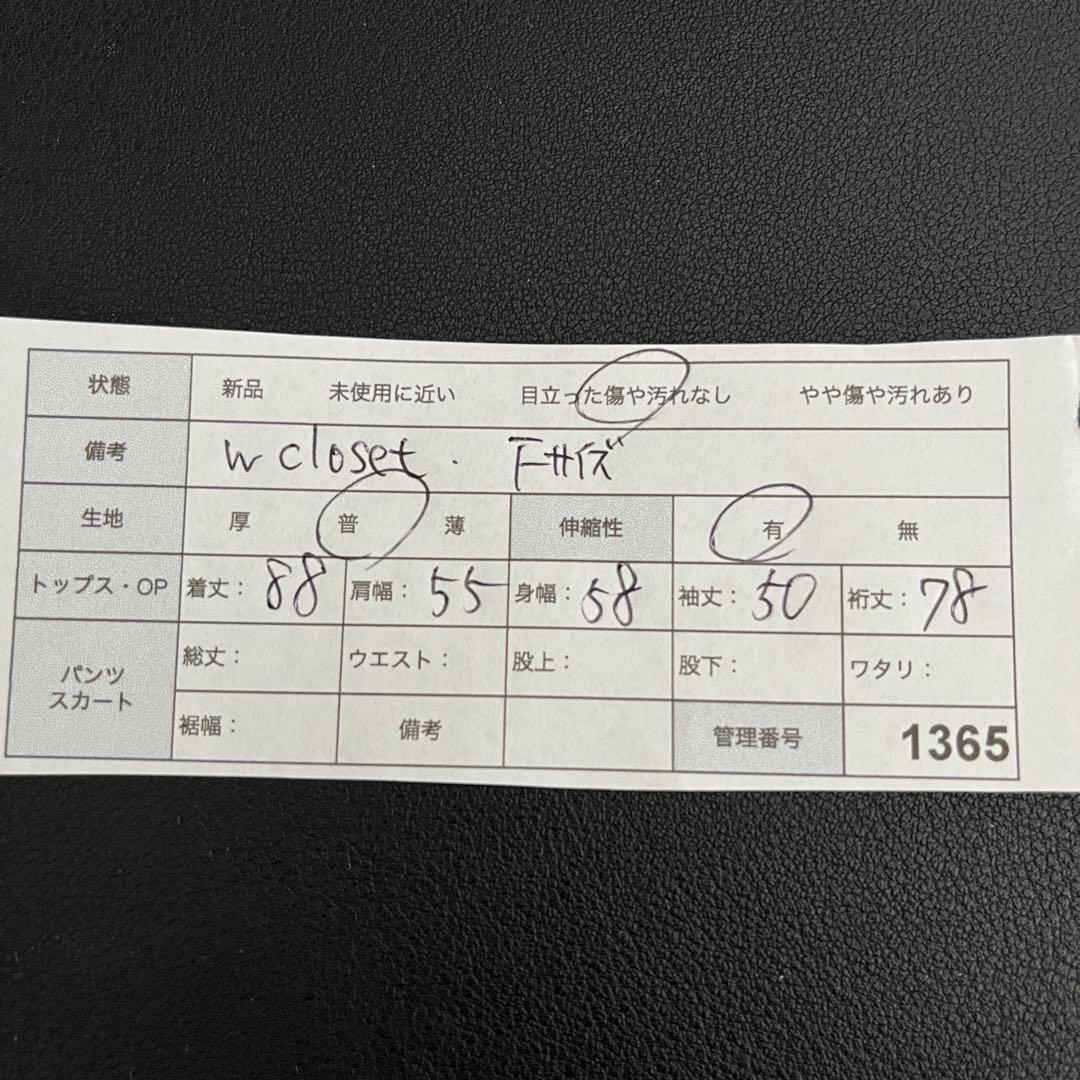 状態 新品 未使用に近い 目立った傷や汚れなし やや傷や汚れあり
備考 w closet. Fサイズ
生地 厚 普 薄 伸縮性 有 無
トップス・OP 着丈：88 肩幅：55 身幅：58 袖丈：50 裄丈：78
パンツ スカート 総丈： ウエスト： 股上： 股下： ワタリ：
裾幅： 備考 管理番号 1365